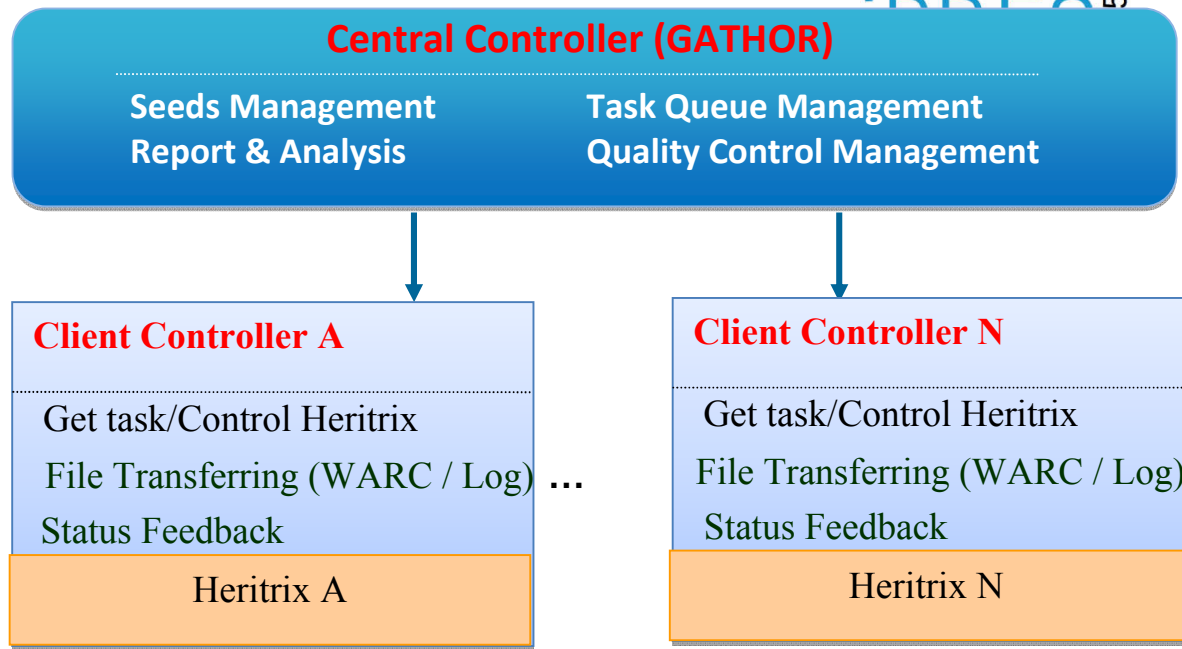 Central Controller (GATHOR)
Seeds Management
Task Queue Management
Report & Analysis
Quality Control Management
Client Controller A
Get task/Control Heritrix
File Transferring (WARC / Log)
Status Feedback
Heritrix A
...
Client Controller N
Get task/Control Heritrix
File Transferring (WARC / Log)
Status Feedback
Heritrix N